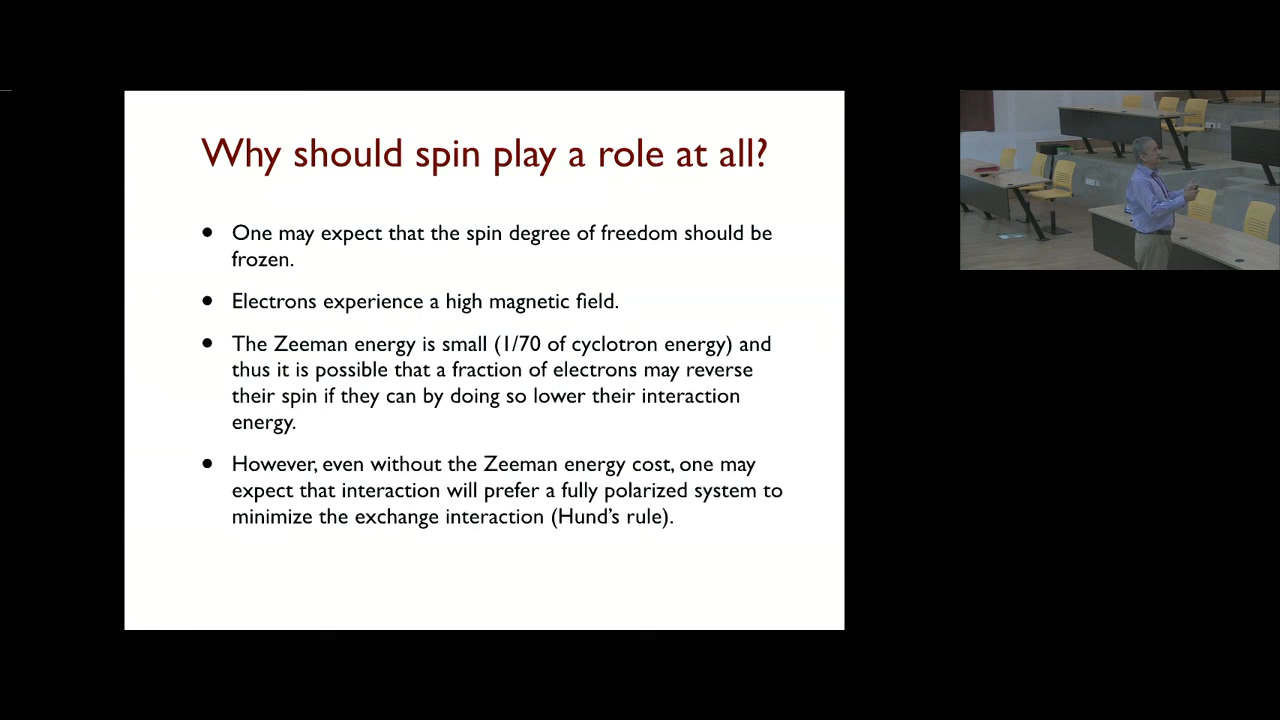 Why should spin play a role at all?
• One may expect that the spin degree of freedom should be
frozen.
• Electrons experience a high magnetic field.
• The Zeeman energy is small (1/70 of cyclotron energy) and
thus it is possible that a fraction of electrons may reverse
their spin if they can by doing so lower their interaction
energy.
• However, even without the Zeeman energy cost, one may
expect that interaction will prefer a fully polarized system to
minimize the exchange interaction (Hund's rule).